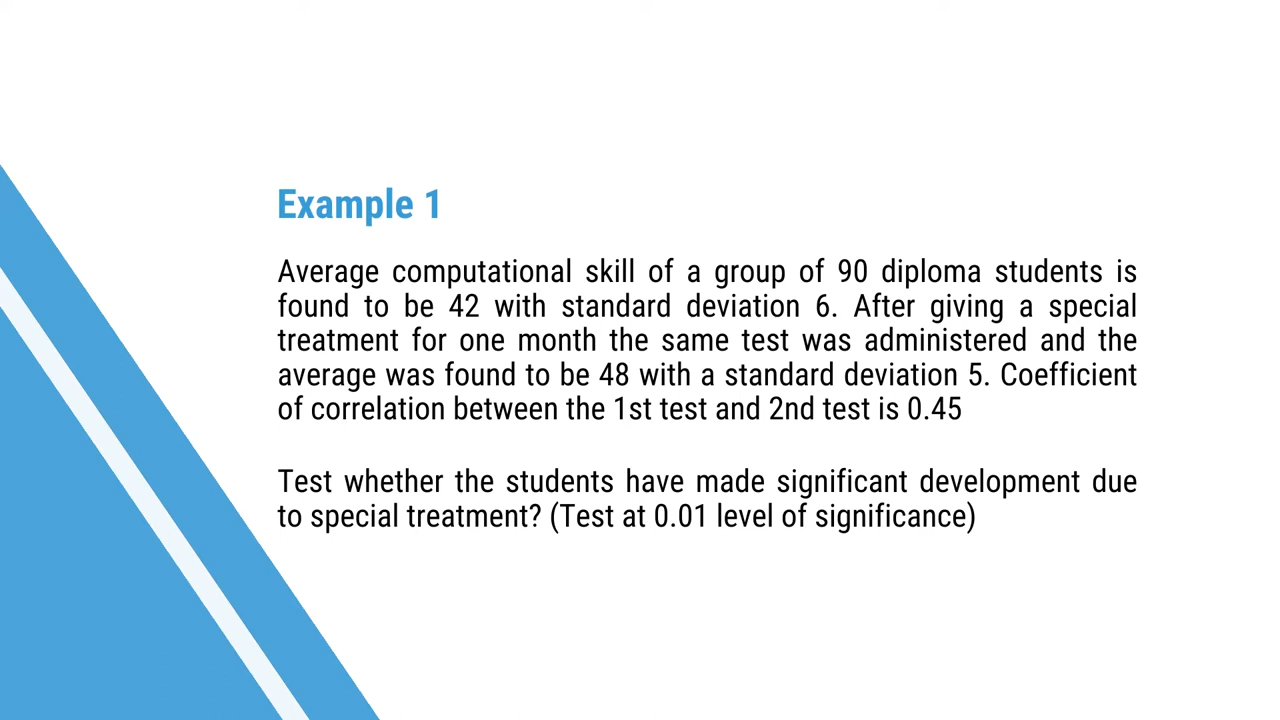 Example 1
Average computational skill of a group of 90 diploma students is
found to be 42 with standard deviation 6. After giving a special
treatment for one month the same test was administered and the
average was found to be 48 with a standard deviation 5. Coefficient
of correlation between the 1st test and 2nd test is 0.45
Test whether the students have made significant development due
to special treatment? (Test at 0.01 level of significance)